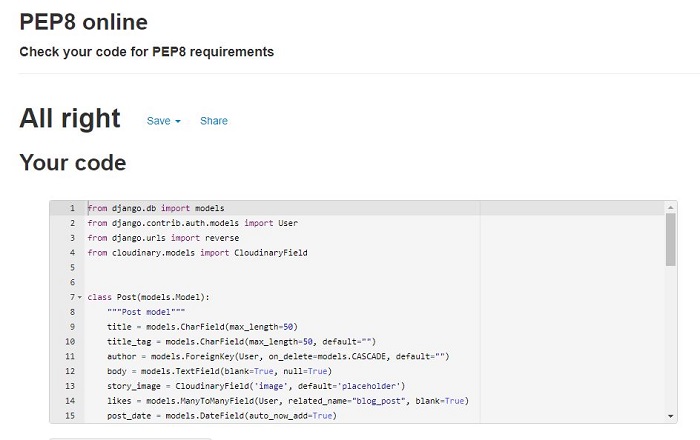 PEP8 online
Check your code for PEP8 requirements
All right Save Share
Your code
1 from django.db import models
2 from django.contrib.auth.models import User
3 from django.urls import reverse
4 from cloudinary.models import CloudinaryField
5
6
7 class Post(models.Model):
8 """Post model"""
9 title = models.CharField(max_length=50)
10 title_tag = models.CharField(max_length=50, default="")
11 author = models.ForeignKey(User, on_delete=models.CASCADE, default="")
12 body = models.TextField(blank=True, null=True)
13 story_image = CloudinaryField('image', default='placeholder')
14 likes = models.ManyToManyField(User, related_name="blog_post", blank=True)
15 post_date = models.DateField(auto_now_add=True)